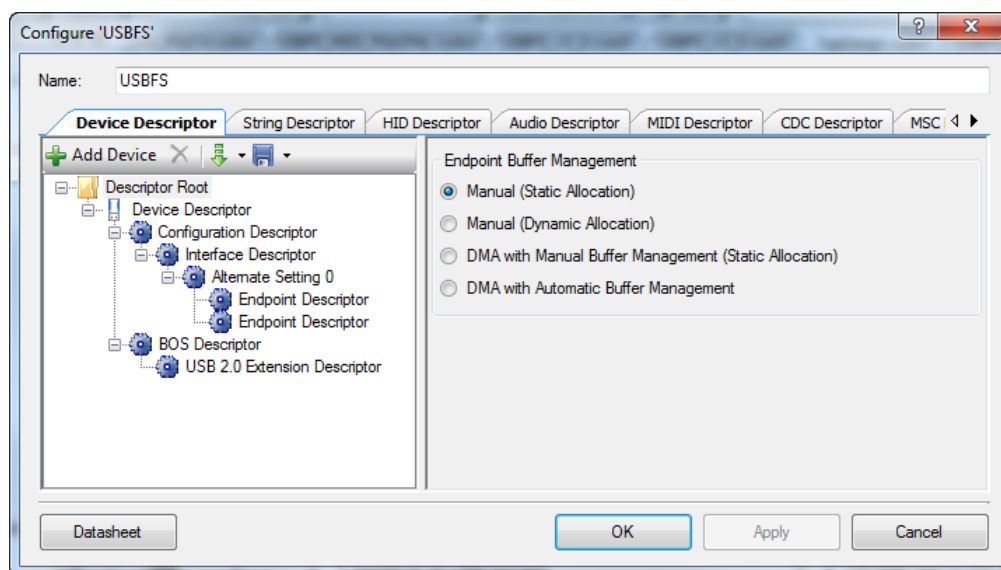 Configure 'USBFS'
Name: USBFS
Device Descriptor String Descriptor HID Descriptor Audio Descriptor MIDI Descriptor CDC Descriptor MSC
Add Device
Descriptor Root
Device Descriptor
Configuration Descriptor
Interface Descriptor
Alternate Setting 0
Endpoint Descriptor
Endpoint Descriptor
BOS Descriptor
USB 2.0 Extension Descriptor
Endpoint Buffer Management
Manual (Static Allocation)
Manual (Dynamic Allocation)
DMA with Manual Buffer Management (Static Allocation)
DMA with Automatic Buffer Management
Datasheet OK Apply Cancel